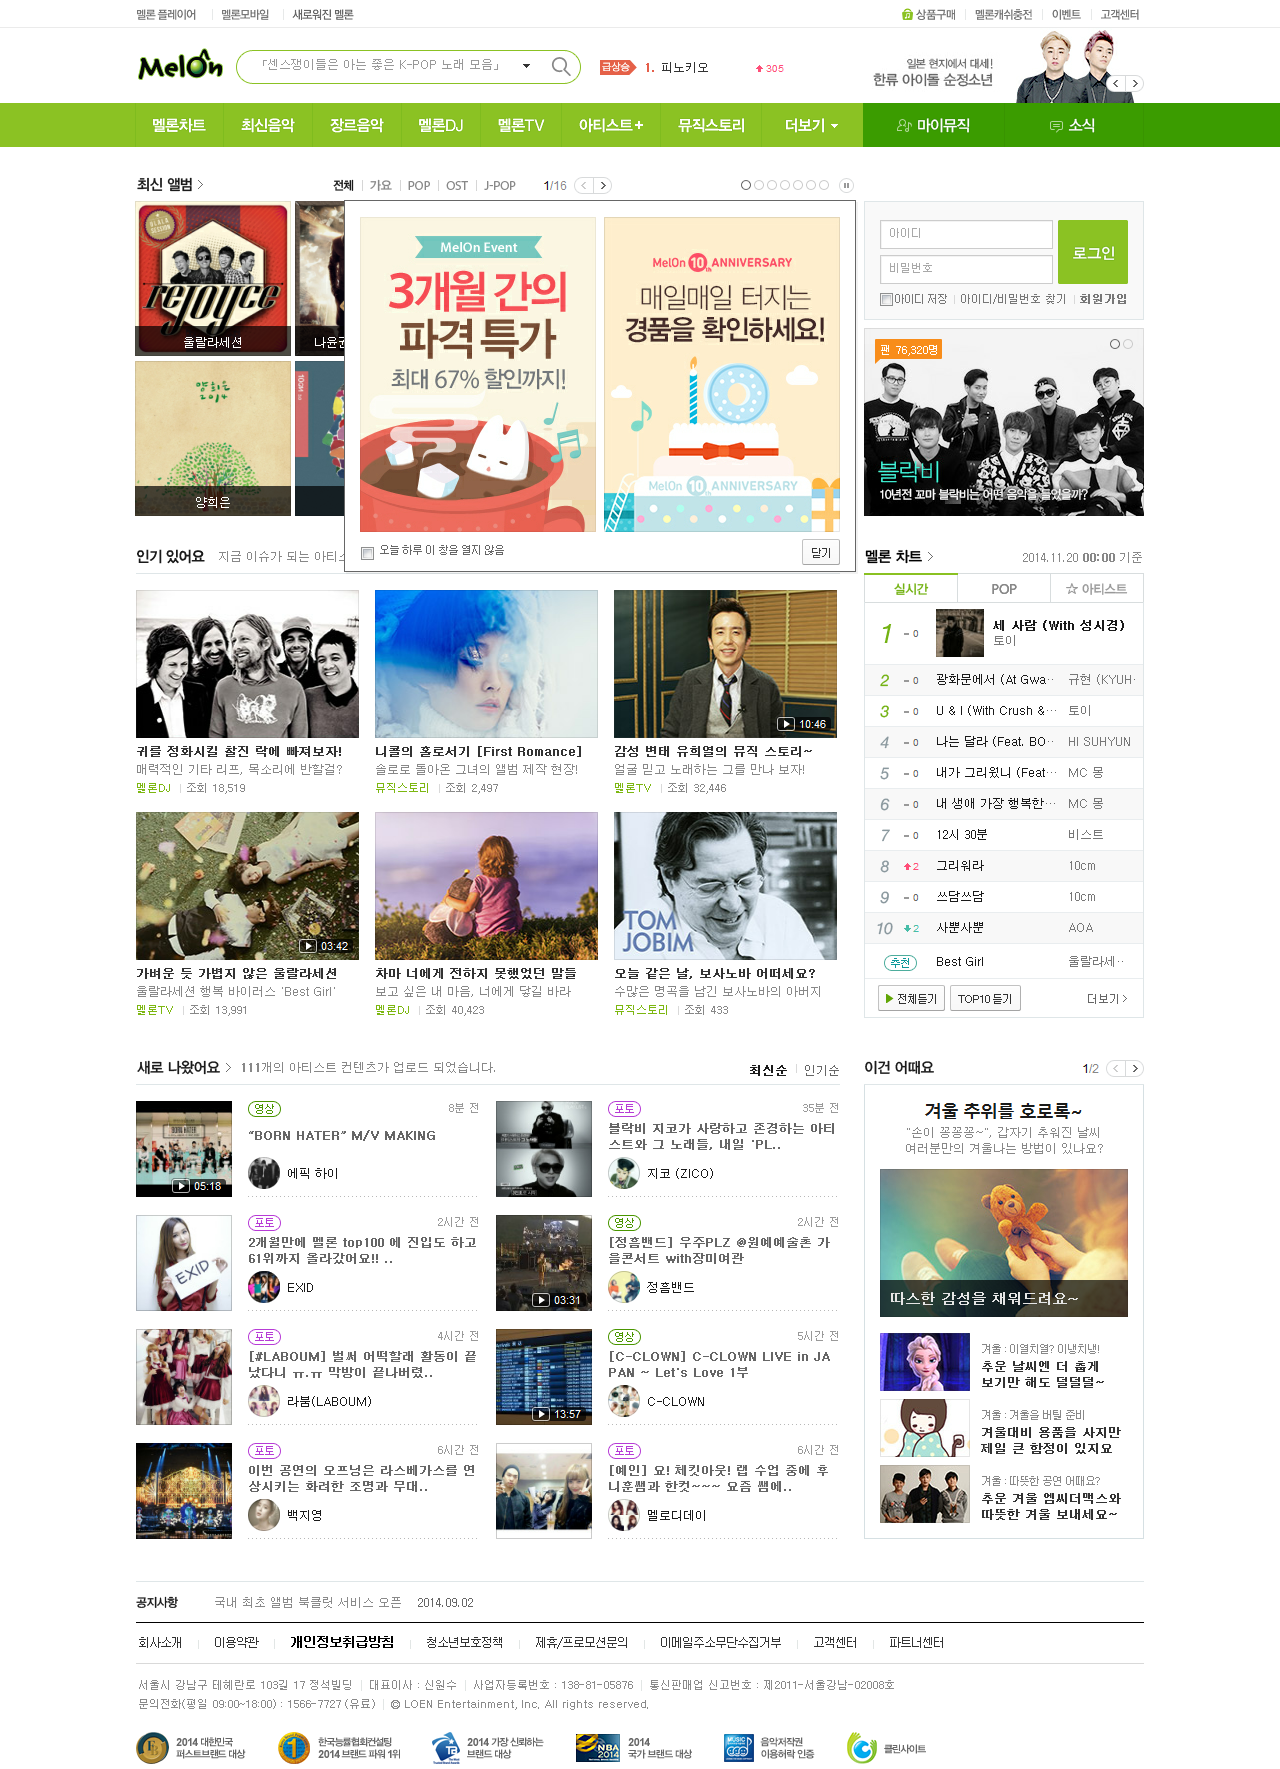 멜론 플레이어
멜론모바일
새로워진 멜론
상품구매
멜론캐쉬충전
이벤트
고객센터
MelOn
「센스쟁이들은 아는 좋은 K-POP 노래 모음」
급상승
1. 피노키오
305
일본 현지에서 대세!
한류 아이돌 순정소년
멜론차트
최신음악
장르음악
멜론DJ
멜론TV
아티스트+
뮤직스토리
더보기
마이뮤직
소식
최신 앨범
전체
가요
POP
OST
J-POP
1/16
rejoyce
울랄라세션
양희은
MelOn Event
3개월 간의
파격 특가
최대 67% 할인까지!
MelOn 10th ANNIVERSARY
매일매일 터지는
경품을 확인하세요!
MelOn 10th ANNIVERSARY
오늘 하루 이 창을 열지 않음
닫기
아이디
비밀번호
로그인
아이디 저장
아이디/비밀번호 찾기
회원가입
팬 76,320명
블락비
10년전 꼬마 블락비는 어떤 음악을 들었을까?
인기 있어요
지금 이슈가 되는 아티스
10:46
귀를 정화시킬 찰진 락에 빠져보자!
매력적인 기타 리프, 목소리에 반할걸?
멜론DJ
조회 18,519
니콜의 홀로서기 [First Romance]
솔로로 돌아온 그녀의 앨범 제작 현장!
뮤직스토리
조회 2,497
감성 변태 유희열의 뮤직 스토리~
얼굴 믿고 노래하는 그를 만나 보자!
멜론TV
조회 32,446
03:42
TOM
JOBIM
가벼운 듯 가볍지 않은 울랄라세션
울랄라세션 행복 바이러스 'Best Girl'
멜론TV
조회 13,991
차마 너에게 전하지 못했었던 말들
보고 싶은 내 마음, 너에게 닿길 바라
멜론DJ
조회 40,423
오늘 같은 날, 보사노바 어떠세요?
수많은 명곡을 남긴 보사노바의 아버지
뮤직스토리
조회 433
멜론 차트
2014.11.20 00:00 기준
실시간
POP
☆ 아티스트
1 - 0 세 사람 (With 성시경)
토이
2 - 0 광화문에서 (At Gwa‥ 규현 (KYUH·
3 - 0 U & I (With Crush &… 토이
4 - 0 나는 달라 (Feat. BO‥ HI SUHYUN
5 - 0 내가 그리웠니 (Feat… MC 몽
6 - 0 내 생애 가장 행복한… MC 몽
7 - 0 12시 30분 비스트
8 2 그리워라 10cm
9 - 0 쓰담쓰담 10cm
10 2 사뿐사뿐 AOA
추천 Best Girl 울랄라세‥
전체듣기
TOP10 듣기
더보기
새로 나왔어요
111개의 아티스트 컨텐츠가 업로드 되었습니다.
최신순
인기순
05:18
영상
8분 전
"BORN HATER" M/V MAKING
에픽 하이
포토
35분 전
블락비 지코가 사랑하고 존경하는 아티
스트와 그 노래들, 내일 'PL..
지코 (ZICO)
EXID
포토
2시간 전
2개월만에 멜론 top100 에 진입도 하고
61위까지 올라갔어요!! ..
EXID
03:31
영상
2시간 전
[정흠밴드] 우주PLZ @원예예술촌 가
을콘서트 with장미여관
정흠밴드
포토
4시간 전
[#LABOUM] 벌써 어떡할래 활동이 끝
났다니 ㅠ.ㅠ 막방이 끝나버렸..
라붐(LABOUM)
13:57
영상
5시간 전
[C-CLOWN] C-CLOWN LIVE in JA
PAN ~ Let's Love 1부
C-CLOWN
포토
6시간 전
이번 공연의 오프닝은 라스베가스를 연
상시키는 화려한 조명과 무대..
백지영
포토
6시간 전
[예인] 요! 체킷아웃! 랩 수업 중에 후
니훈쌤과 한컷~~~ 요즘 쌤에..
멜로디데이
이건 어때요
1/2
겨울 추위를 호로록~
"손이 꽁꽁꽁~", 갑자기 추워진 날씨
여러분만의 겨울나는 방법이 있나요?
따스한 감성을 채워드려요~
겨울 : 이열치열? 이냉치냉!
추운 날씨엔 더 춥게
보기만 해도 덜덜덜~
겨울 : 겨울을 버틸 준비
겨울대비 용품을 사지만
제일 큰 함정이 있지요
겨울 : 따뜻한 공연 어때요?
추운 겨울 엠씨더맥스와
따뜻한 겨울 보내세요~
공지사항
국내 최초 앨범 북클릿 서비스 오픈
2014.09.02
회사소개
이용약관
개인정보취급방침
청소년보호정책
제휴/프로모션문의
이메일주소무단수집거부
고객센터
파트너센터
서울시 강남구 테헤란로 103길 17 정석빌딩 | 대표이사 : 신원수 | 사업자등록번호 : 138-81-05876 | 통신판매업 신고번호 : 제2011-서울강남-02008호
문의전화(평일 09:00~18:00) : 1566-7727 (유료) | © LOEN Entertainment, Inc. All rights reserved.
2014 대한민국
퍼스트브랜드 대상
한국능률협회컨설팅
2014 브랜드 파워 1위
2014 가장 신뢰하는
브랜드 대상
NBA
2014
2014
국가 브랜드 대상
MUSIC
음악저작권
이용허락 인증
클린사이트